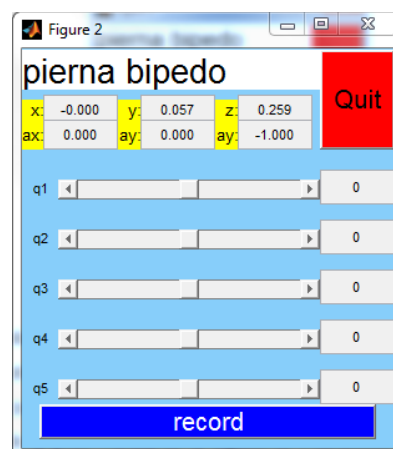 Figure 2
pierna bipedo
Quit
x: -0.000 y: 0.057 z: 0.259
ax: 0.000 ay: 0.000 ay: -1.000
q1 0
q2 0
q3 0
q4 0
q5 0
record